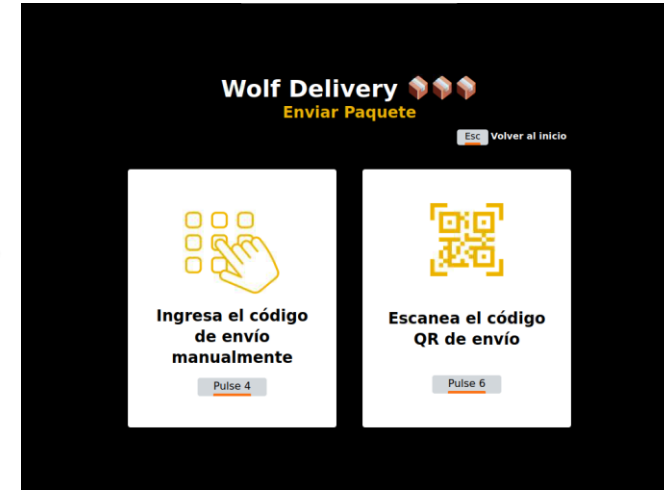 Wolf Delivery 📦📦📦
Enviar Paquete
Esc Volver al inicio
Ingresa el código
de envío
manualmente
Pulse 4
Escanea el código
QR de envío
Pulse 6